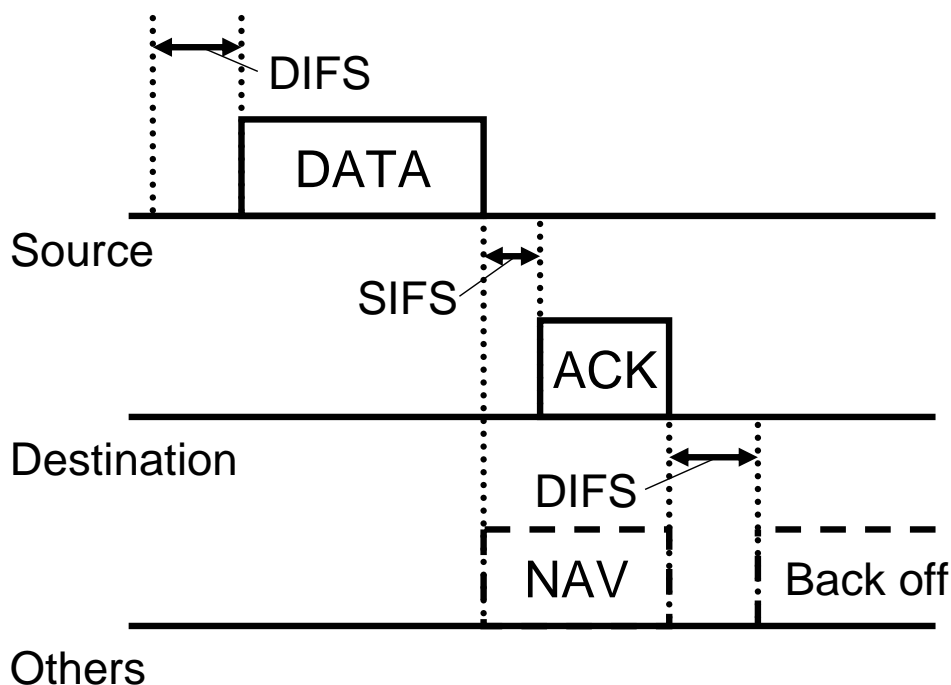 DIFS
DATA
Source
SIFS
ACK
Destination
DIFS
NAV
Back off
Others